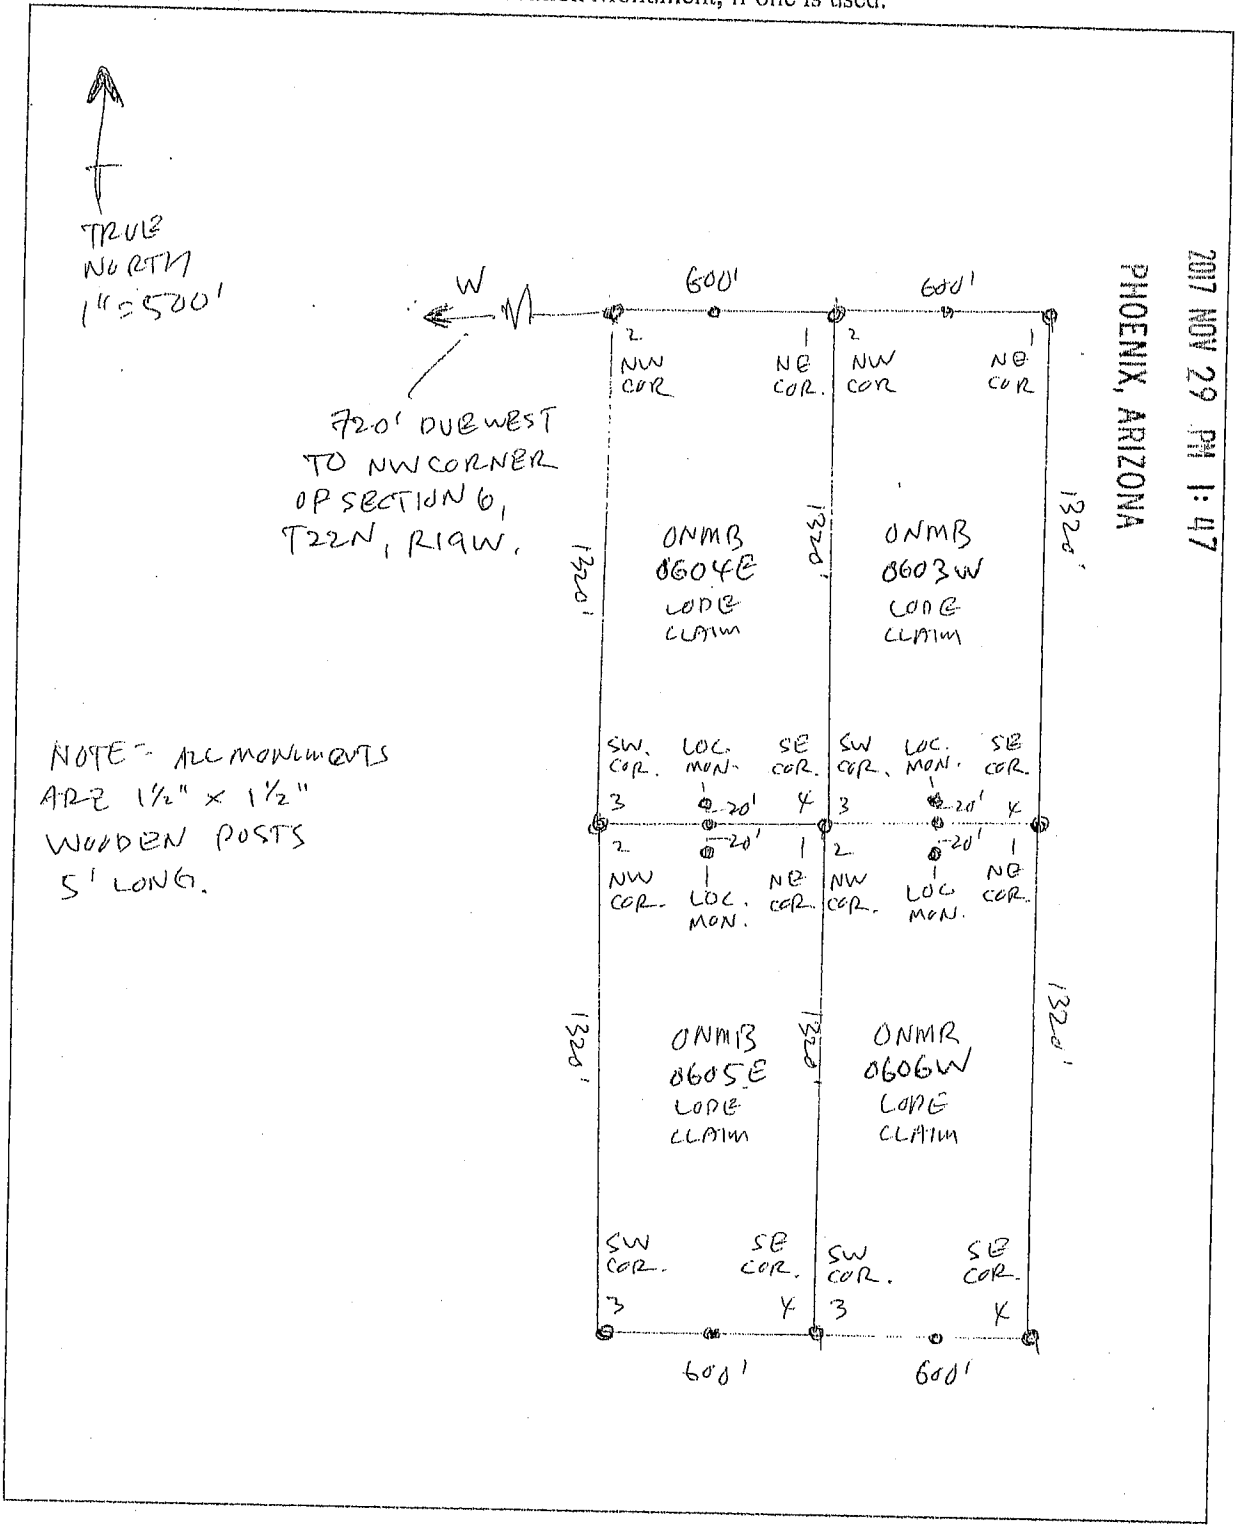 if one is used.
2017 NOV 29 PM 1:47
PHOENIX, ARIZONA
TRUE
NORTH
1" = 500'
W
600'
600'
2
NW
COR
1
NE
COR.
2
NW
COR
1
NE
COR
720' DUE WEST
TO NW CORNER
OF SECTION 6,
T22N, R19W.
1320'
1320'
1320'
ONMB
0604E
LODE
CLAIM
ONMB
0603W
LODE
CLAIM
NOTE - ALL MONUMENTS
ARE 1½" x 1½"
WOODEN POSTS
5' LONG.
SW.
COR.
3
LOC.
MON.
20'
SE
COR.
4
SW
COR.
3
LOC.
MON.
20'
SE
COR.
4
2
NW
COR.
20'
LOC.
MON.
1
NE
COR.
2
NW
COR.
20'
LOC
MON.
1
NE
COR.
1320'
1320'
1320'
ONMB
0605E
LODE
CLAIM
ONMB
0606W
LODE
CLAIM
SW
COR.
3
SE
COR.
4
SW
COR.
3
SE
COR.
4
600'
600'